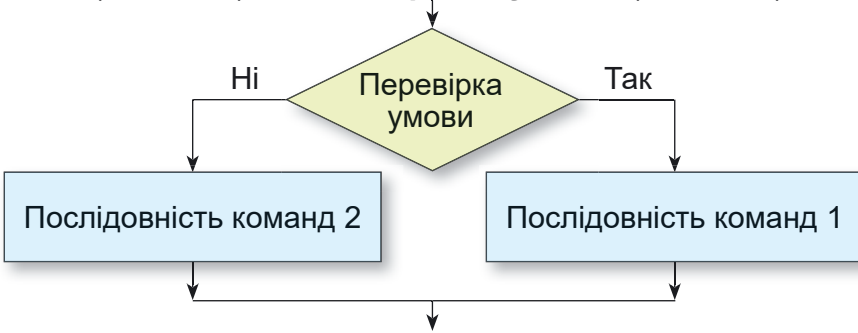 Ні
Так
Перевірка
умови
Послідовність команд 2
Послідовність команд 1